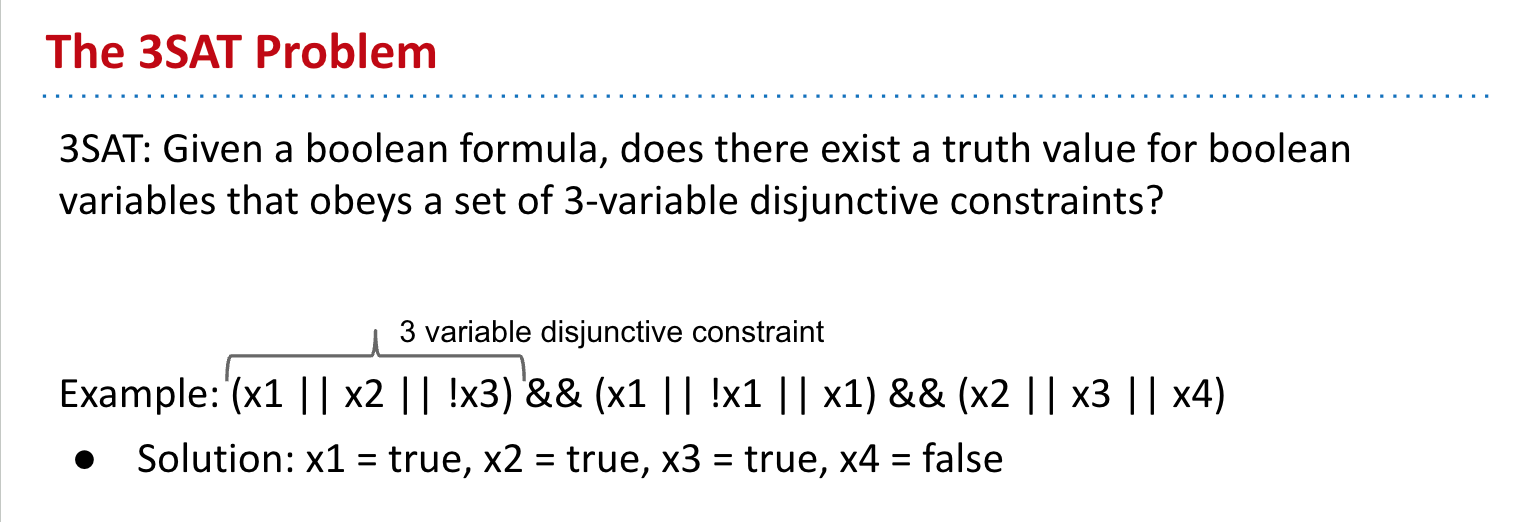 The 3SAT Problem
3SAT: Given a boolean formula, does there exist a truth value for boolean
variables that obeys a set of 3-variable disjunctive constraints?
3 variable disjunctive constraint
Example: (x1 || x2 || !x3) && (x1 || !x1 || x1) && (x2 || x3 || x4)
● Solution: x1 = true, x2 = true, x3 = true, x4 = false